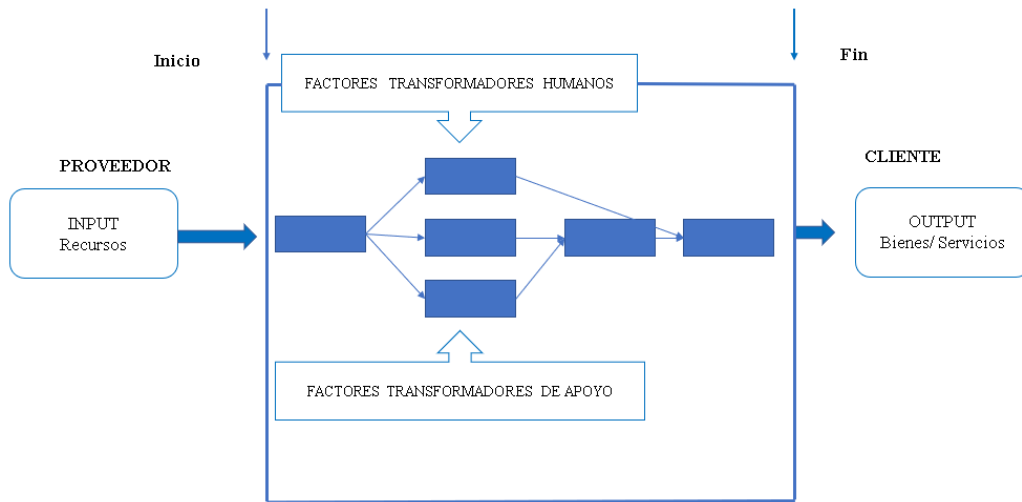 Inicio
Fin
FACTORES TRANSFORMADORES HUMANOS
PROVEEDOR
CLIENTE
INPUT
Recursos
OUTPUT
Bienes/ Servicios
FACTORES TRANSFORMADORES DE APOYO